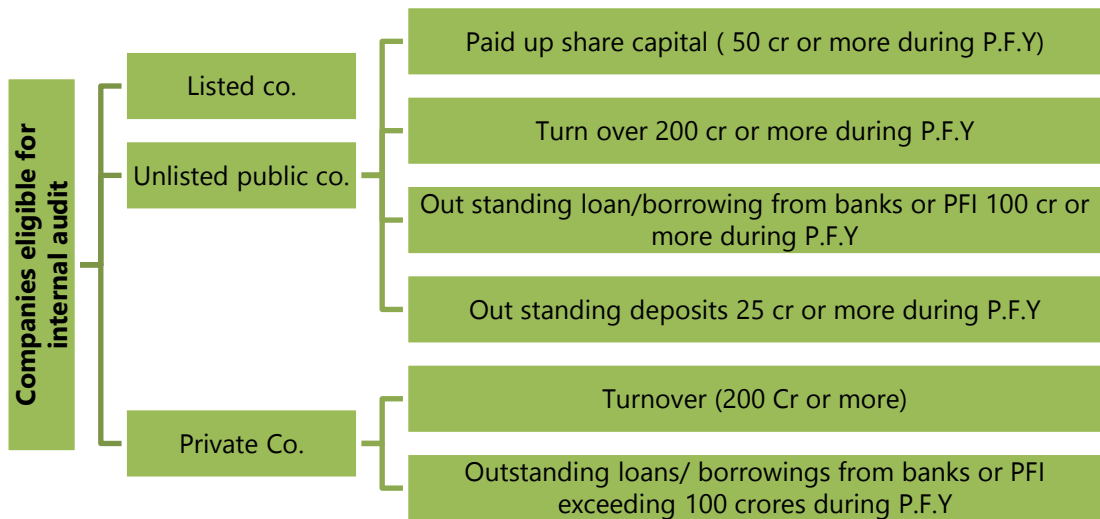 Companies eligible for
internal audit
Listed co.
Unlisted public co.
Paid up share capital ( 50 cr or more during P.F.Y)
Turn over 200 cr or more during P.F.Y
Out standing loan/borrowing from banks or PFI 100 cr or
more during P.F.Y
Out standing deposits 25 cr or more during P.F.Y
Private Co.
Turnover (200 Cr or more)
Outstanding loans/ borrowings from banks or PFI
exceeding 100 crores during P.F.Y